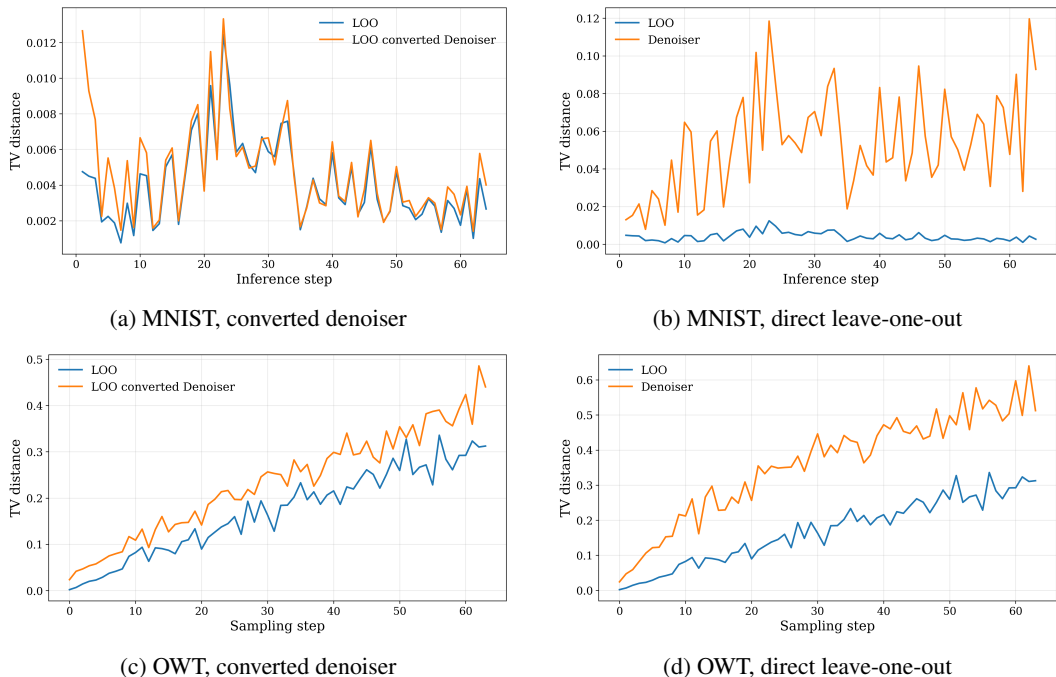 LOO
LOO converted Denoiser
TV distance
0.012
0.010
0.008
0.006
0.004
0.002
0 10 20 30 40 50 60
Inference step
(a) MNIST, converted denoiser
LOO
Denoiser
TV distance
0.12
0.10
0.08
0.06
0.04
0.02
0.00
0 10 20 30 40 50 60
Inference step
(b) MNIST, direct leave-one-out
LOO
LOO converted Denoiser
TV distance
0.5
0.4
0.3
0.2
0.1
0.0
0 10 20 30 40 50 60
Sampling step
(c) OWT, converted denoiser
LOO
Denoiser
TV distance
0.6
0.5
0.4
0.3
0.2
0.1
0.0
0 10 20 30 40 50 60
Sampling step
(d) OWT, direct leave-one-out